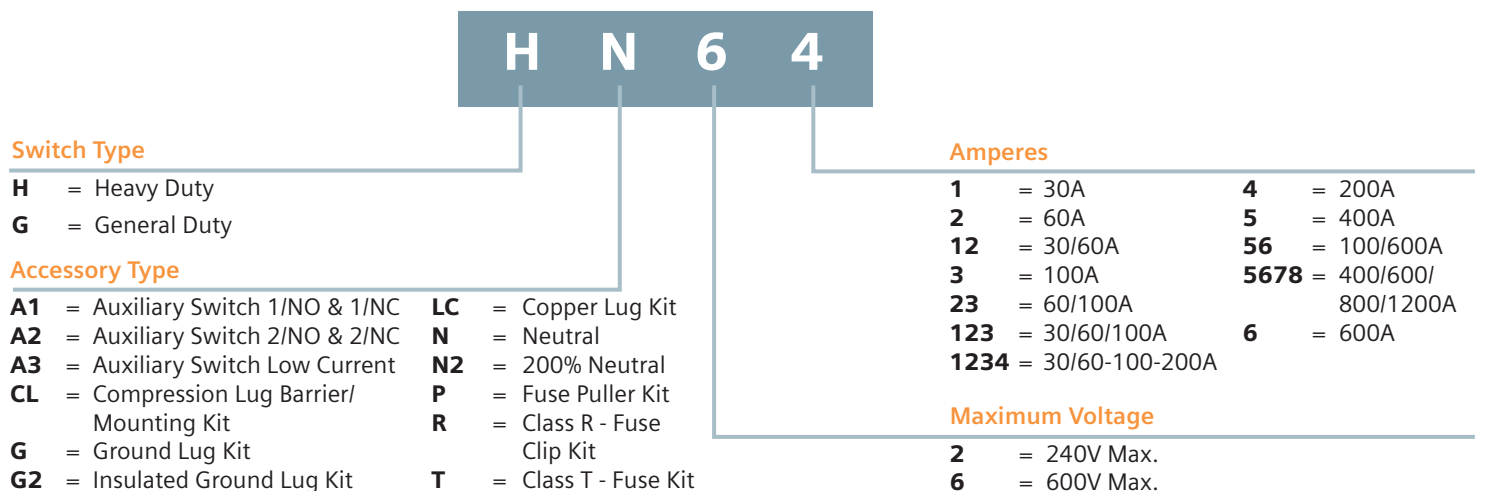 H N 6 4
Switch Type
H = Heavy Duty
G = General Duty
Accessory Type
A1 = Auxiliary Switch 1/NO & 1/NC
A2 = Auxiliary Switch 2/NO & 2/NC
A3 = Auxiliary Switch Low Current
CL = Compression Lug Barrier/
Mounting Kit
G = Ground Lug Kit
G2 = Insulated Ground Lug Kit
LC = Copper Lug Kit
N = Neutral
N2 = 200% Neutral
P = Fuse Puller Kit
R = Class R - Fuse
Clip Kit
T = Class T - Fuse Kit
Amperes
1 = 30A
2 = 60A
12 = 30/60A
3 = 100A
23 = 60/100A
123 = 30/60/100A
1234 = 30/60-100-200A
4 = 200A
5 = 400A
56 = 100/600A
5678 = 400/600/
800/1200A
6 = 600A
Maximum Voltage
2 = 240V Max.
6 = 600V Max.